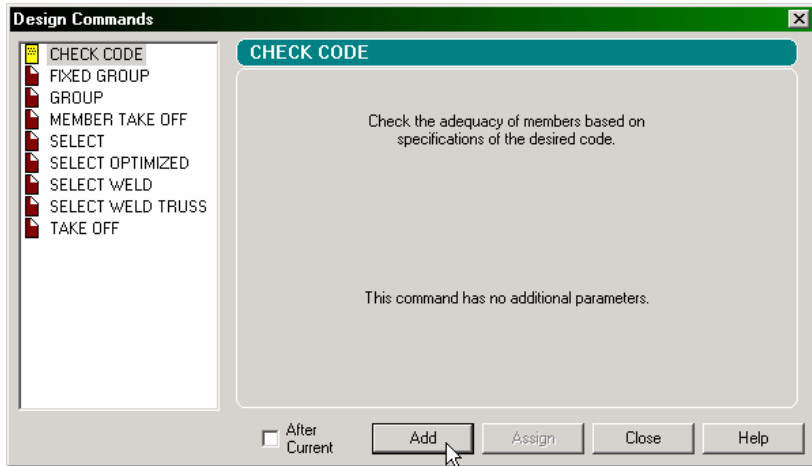 Design Commands
CHECK CODE
FIXED GROUP
GROUP
MEMBER TAKE OFF
SELECT
SELECT OPTIMIZED
SELECT WELD
SELECT WELD TRUSS
TAKE OFF
CHECK CODE
Check the adequacy of members based on
specifications of the desired code.
This command has no additional parameters.
After
Current
Add
Assign
Close
Help